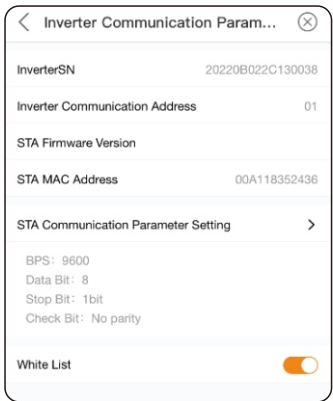 Inverter Communication Param...
InverterSN 20220B022C130038
Inverter Communication Address 01
STA Firmware Version
STA MAC Address 00A118352436
STA Communication Parameter Setting
BPS: 9600
Data Bit: 8
Stop Bit: 1bit
Check Bit: No parity
White List